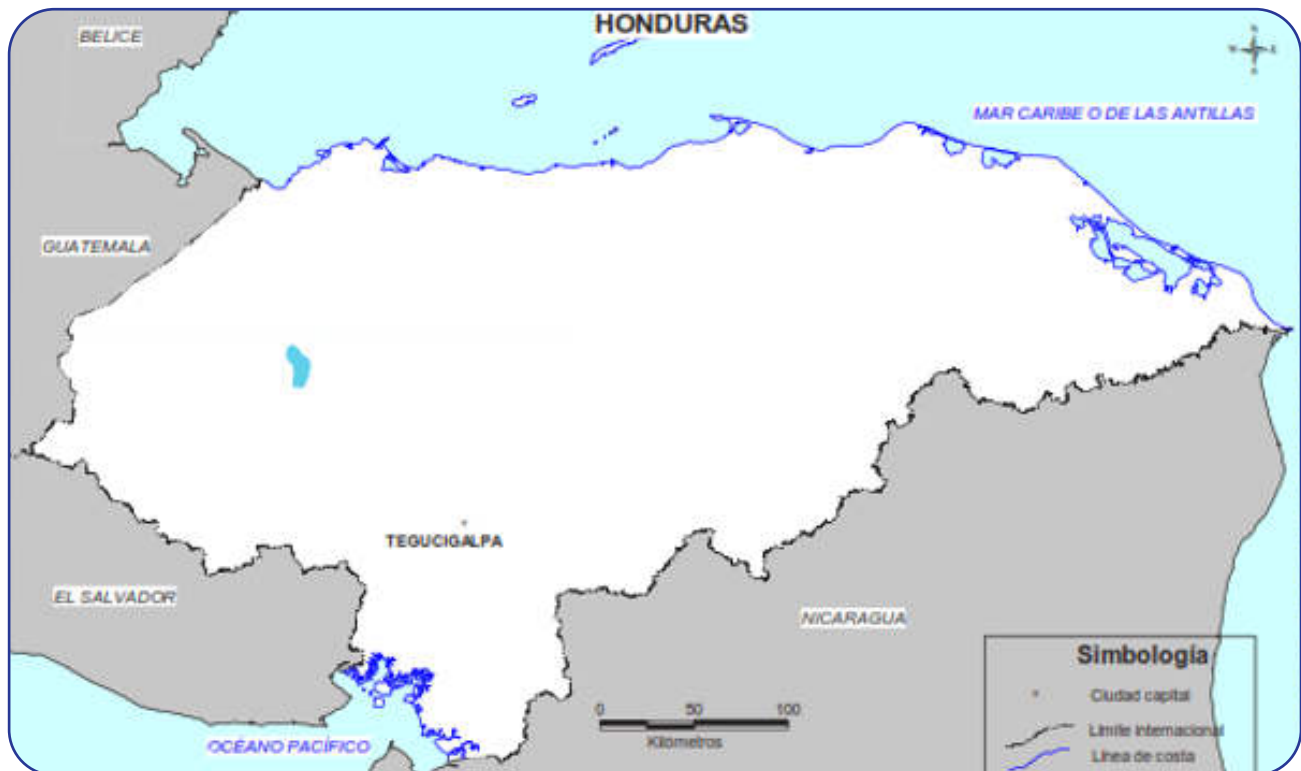 HONDURAS
BELICE
MAR CARIBE O DE LAS ANTILLAS
GUATEMALA
TEGUCIGALPA
EL SALVADOR
NICARAGUA
OCÉANO PACÍFICO
0 50 100
Kilometros
Simbología
Ciudad capital
Límite internacional
Línea de costa